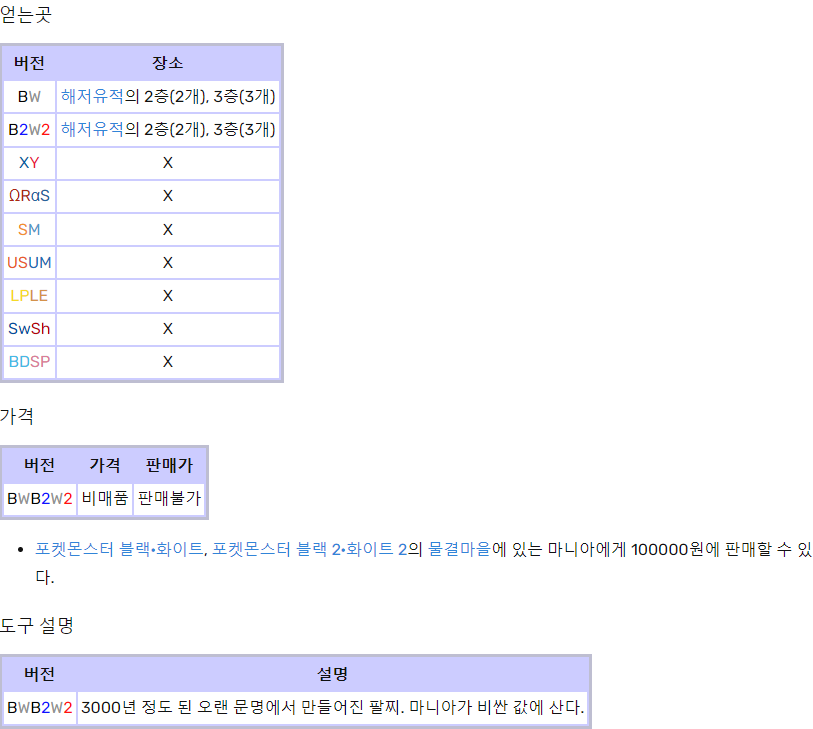 얻는곳
버전 장소
BW 해저유적의 2층(2개), 3층(3개)
B2W2 해저유적의 2층(2개), 3층(3개)
XY X
ΩRαS X
SM X
USUM X
LPLE X
SwSh X
BDSP X
가격
버전 가격 판매가
BWB2W2 비매품 판매불가
• 포켓몬스터 블랙·화이트, 포켓몬스터 블랙 2·화이트 2의 물결마을에 있는 마니아에게 100000원에 판매할 수 있
다.
도구 설명
버전 설명
BWB2W2 3000년 정도 된 오랜 문명에서 만들어진 팔찌. 마니아가 비싼 값에 산다.